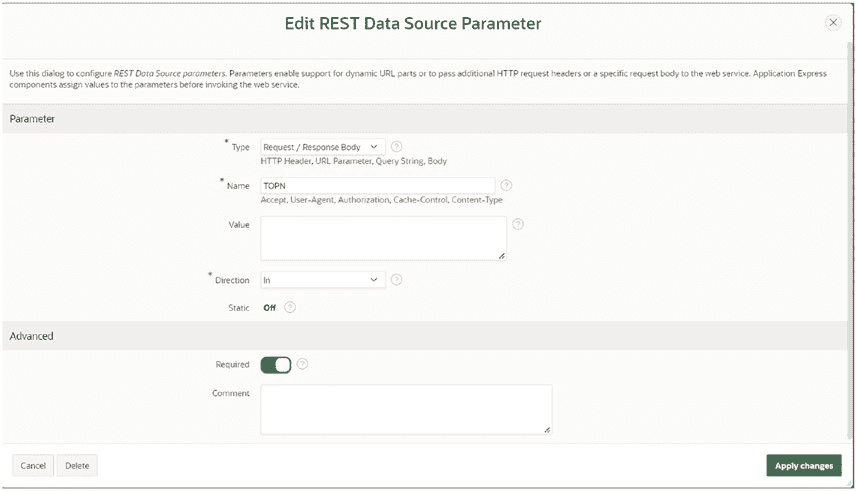 Edit REST Data Source Parameter
Use this dialog to configure REST Data Source parameters. Parameters enable support for dynamic URL parts or to pass additional HTTP request headers or a specific request body to the web service. Application Express
components assign values to the parameters before invoking the web service.
Parameter
* Type Request / Response Body ?
HTTP Header, URL Parameter, Query String, Body
* Name TOPN ?
Accept, User-Agent, Authorization, Cache-Control, Content-Type
Value ?
* Direction In ?
Static Off ?
Advanced
Required ?
Comment
Cancel Delete Apply changes